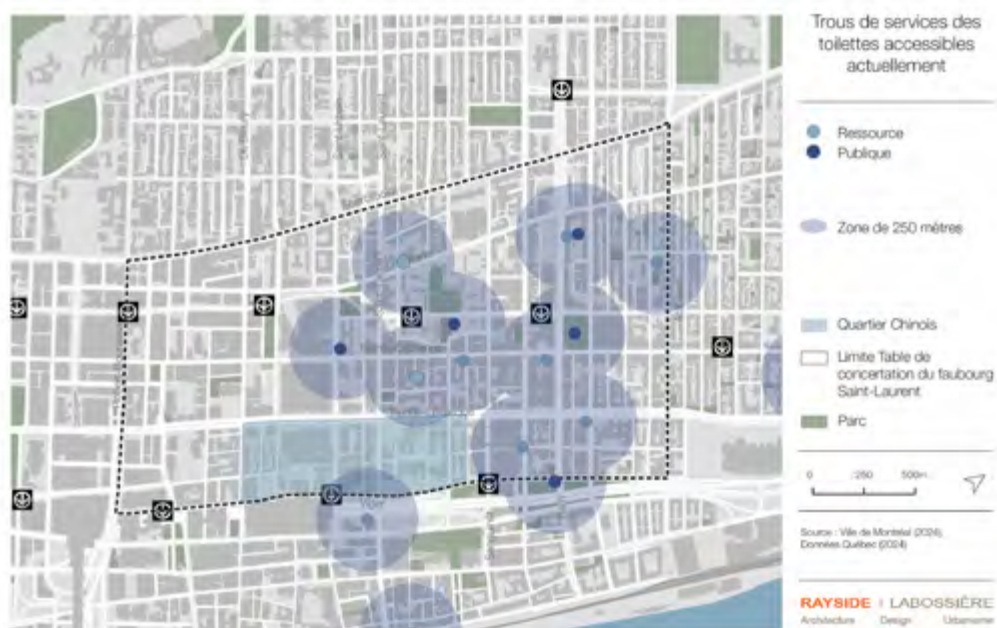 Trous de services des
toilettes accessibles
actuellement
Ressource
Publique
Zone de 250 mètres
Quartier Chinois
Limite Table de
concertation du faubourg
Saint-Laurent
Parc
0 250 500m
Source : Ville de Montréal (2024),
Données Québec (2024)
RAYSIDE | LABOSSIÈRE
Architecture Design Urbanisme